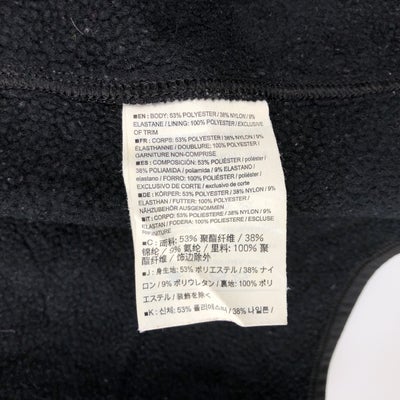 ■EN: BODY: 53% POLYESTER / 38% NYLON / 9%
ELASTANE / LINING: 100% POLYESTER / EXCLUSIVE
OF TRIM
■FR: CORPS: 53% POLYESTER / 38% NYLON / 9%
ELASTHANNE / DOUBLURE: 100% POLYESTER /
GARNITURE NON-COMPRISE
■ES: COMPOSICIÓN: 53% POLIÉSTER / poliéster /
38% POLIAMIDA / poliamida / 9% ELASTANO /
elastano / FORRO: 100% POLIÉSTER / poliéster /
EXCLUSIVO DE CORTE / exclusivo de corte
■DE: KÖRPER: 53% POLYESTER / 38% NYLON / 9%
ELASTHAN / FUTTER: 100% POLYESTER /
NÄHZUBEHÖR AUSGENOMMEN
■IT: CORPO: 53% POLIESTERE / 38% NYLON / 9%
ELASTAN / FODERA: 100% POLIESTERE /
RIFINITURE
■C: 面料: 53% 聚酯纤维 / 38%
锦纶 / 9% 氨纶 / 里料: 100% 聚
酯纤维 / 饰边除外
■J: 身生地: 53% ポリエステル / 38% ナイ
ロン / 9% ポリウレタン / 裏地: 100% ポリ
エステル / 装飾を除く
■K: 신체: 53% 폴리에스터 / 38% 나일론 /